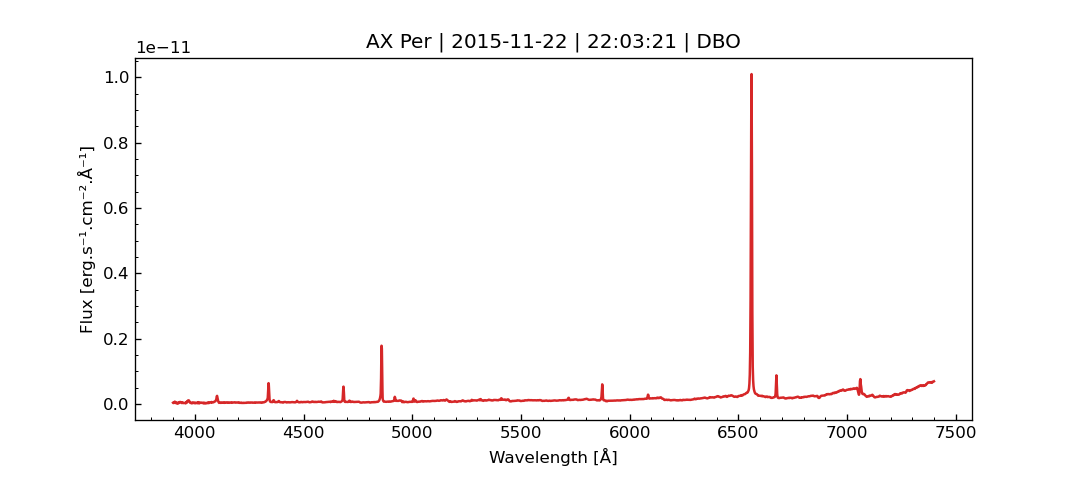 AX Per | 2015-11-22 | 22:03:21 | DBO
1e−11
1.0
0.8
0.6
0.4
0.2
0.0
Flux [erg.s⁻¹.cm⁻².Å⁻¹]
4000 4500 5000 5500 6000 6500 7000 7500
Wavelength [Å]